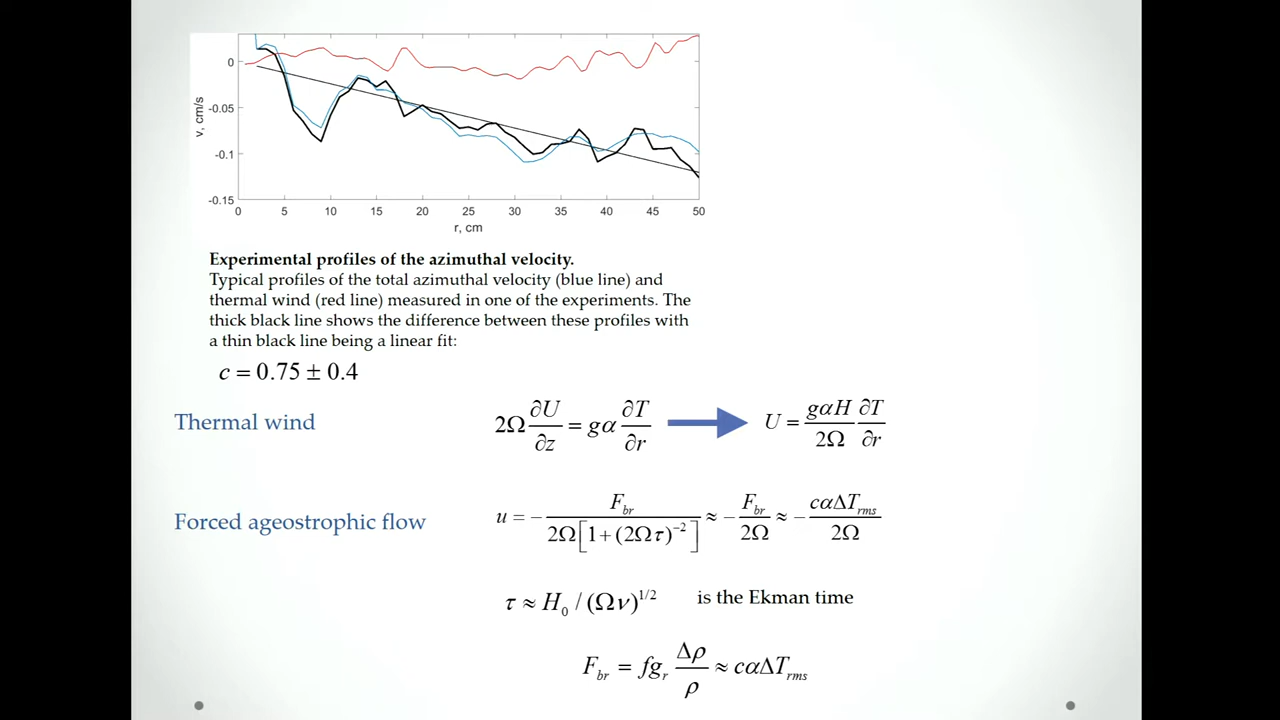 0
-0.05
-0.1
-0.15
v, cm/s
0 5 10 15 20 25 30 35 40 45 50
r, cm
Experimental profiles of the azimuthal velocity.
Typical profiles of the total azimuthal velocity (blue line) and
thermal wind (red line) measured in one of the experiments. The
thick black line shows the difference between these profiles with
a thin black line being a linear fit:
c = 0.75 ± 0.4
Thermal wind 2Ω ∂U/∂z = gα ∂T/∂r U = gαH/2Ω ∂T/∂r
Forced ageostrophic flow u = − F_br / 2Ω[1+(2Ωτ)⁻²] ≈ − F_br/2Ω ≈ − cαΔT_rms/2Ω
τ ≈ H₀ / (Ων)^1/2 is the Ekman time
F_br = fg_r Δρ/ρ ≈ cαΔT_rms